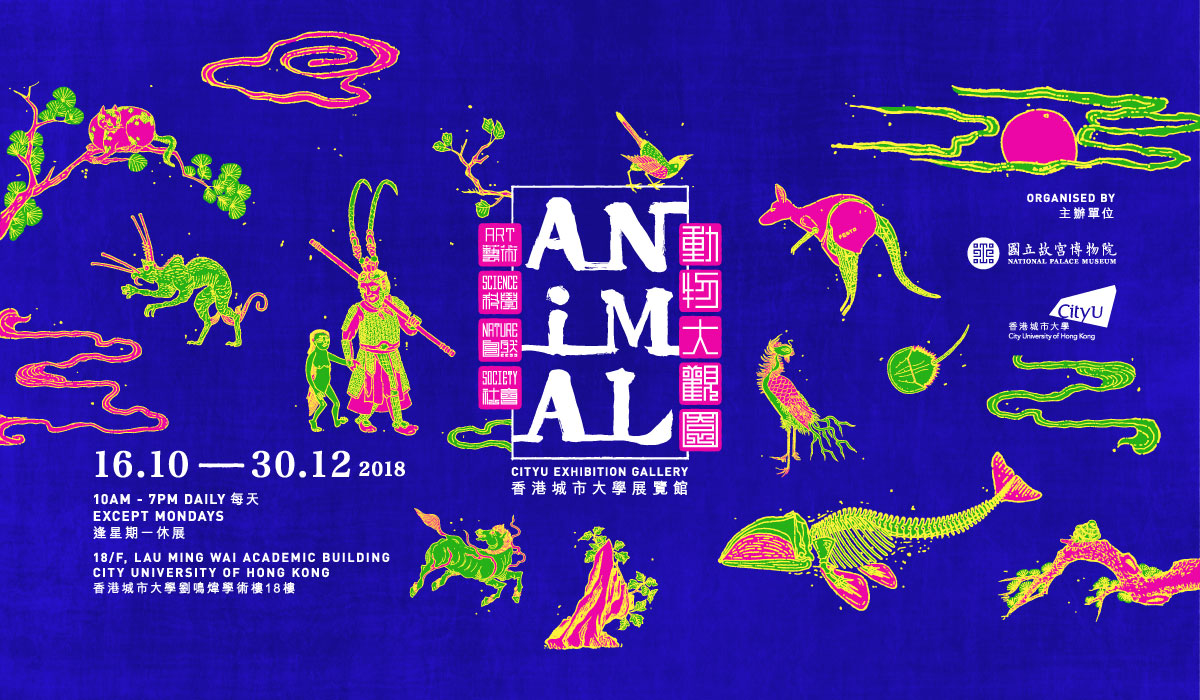 ANiMAL
ART
藝術
SCIENCE
科學
NATURE
自然
SOCIETY
社會
動物大觀園
CITYU EXHIBITION GALLERY
香港城市大學展覽館
16.10 — 30.12 2018
10AM - 7PM DAILY 每天
EXCEPT MONDAYS
逢星期一休展
18/F, LAU MING WAI ACADEMIC BUILDING
CITY UNIVERSITY OF HONG KONG
香港城市大學劉鳴煒學術樓18樓
FESTO
ORGANISED BY
主辦單位
國立故宮博物院
NATIONAL PALACE MUSEUM
CityU
香港城市大學
City University of Hong Kong